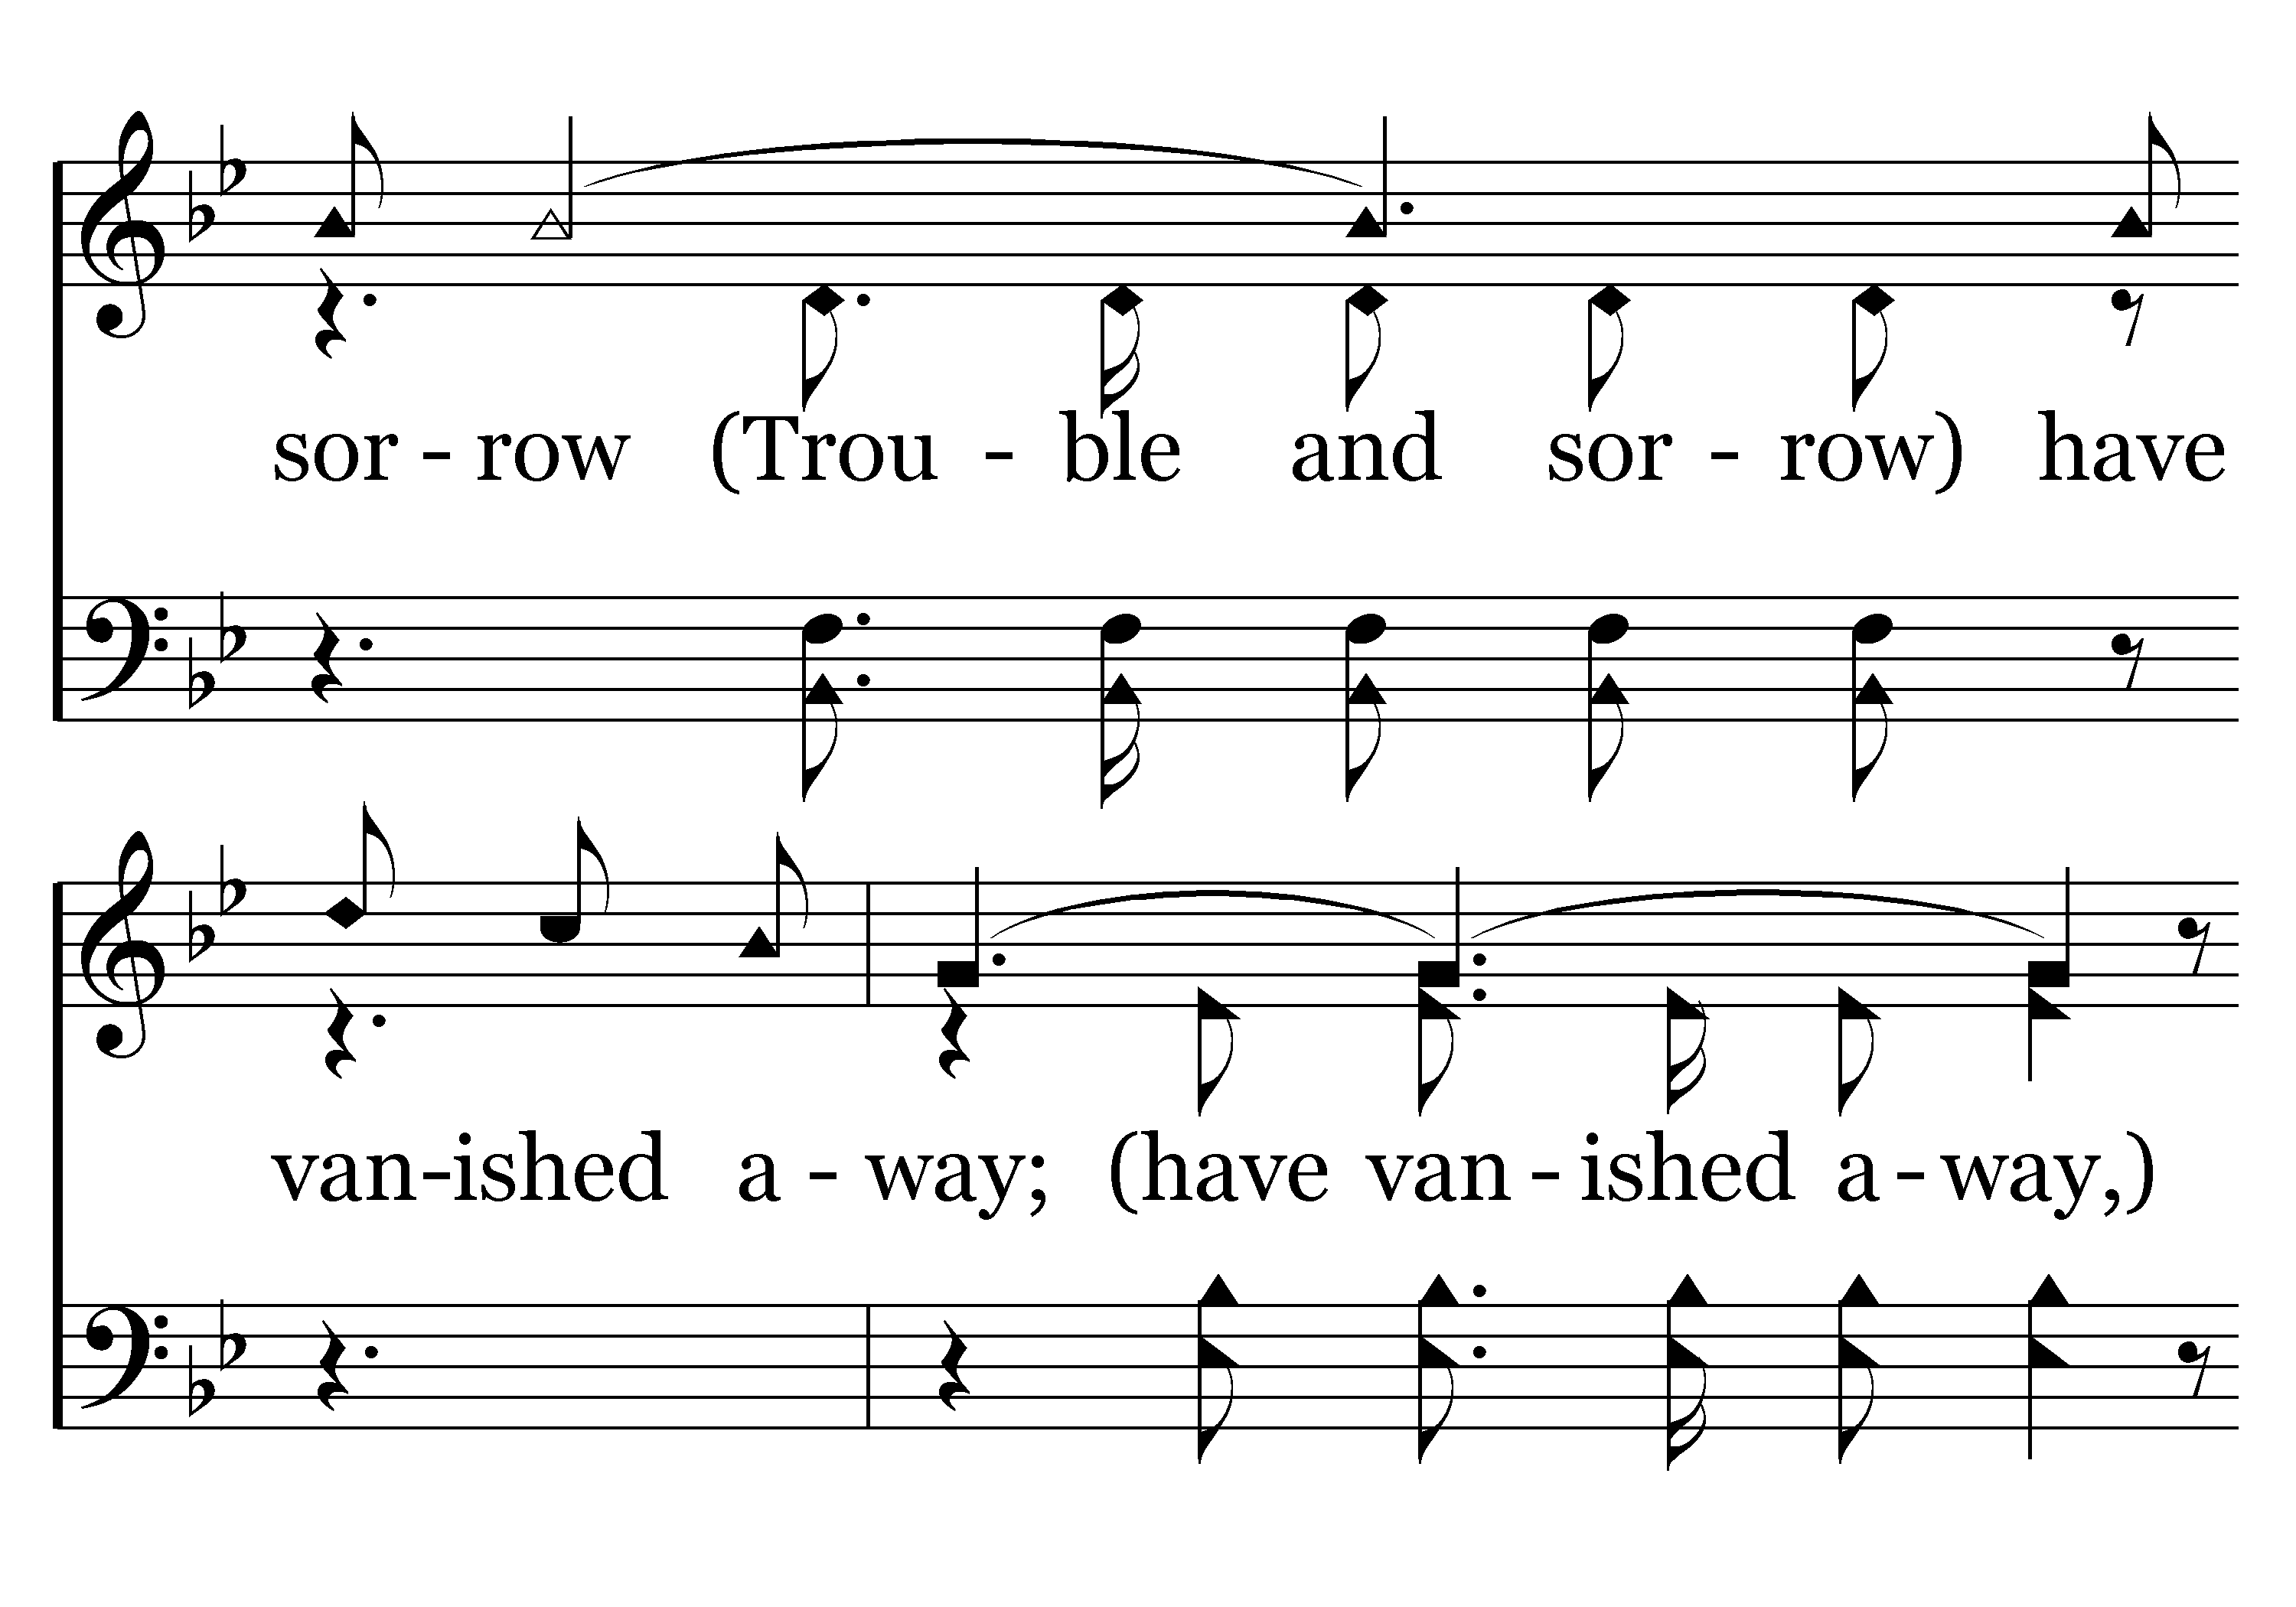 sor - row (Trou - ble and sor - row) have
van-ished a - way; (have van - ished a - way,)